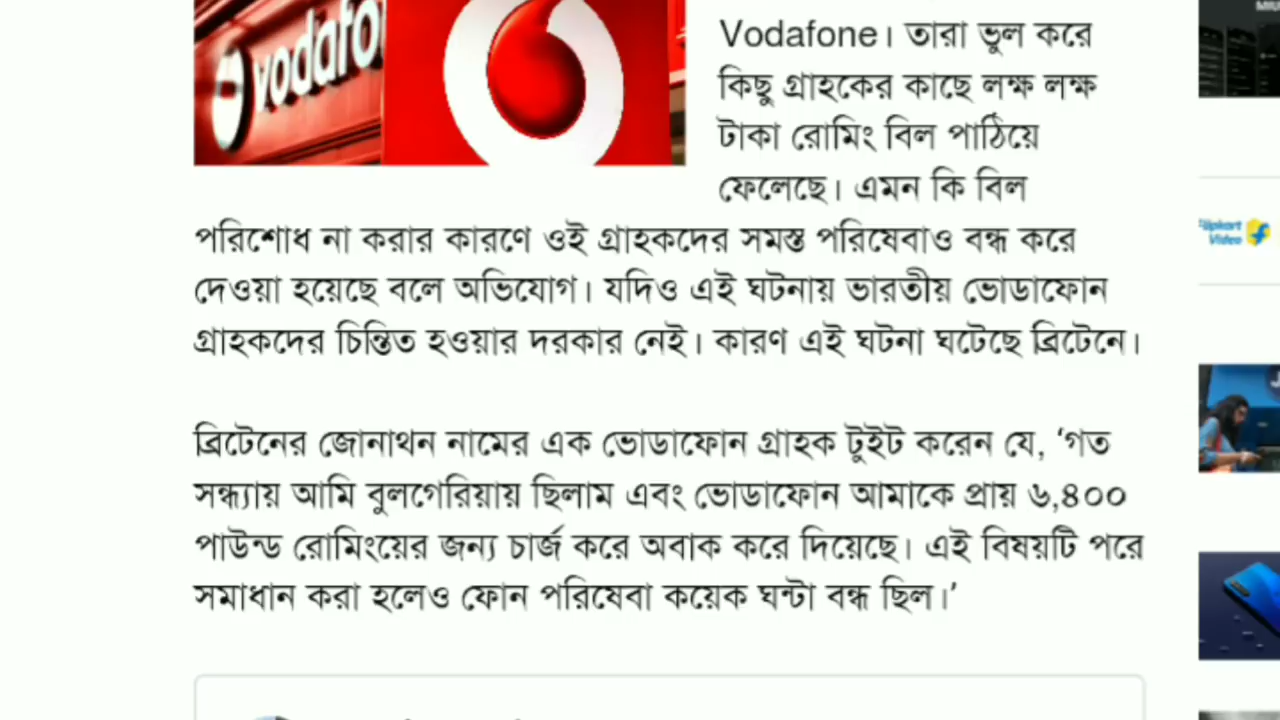 vodafo
Vodafone। তারা ভুল করে
কিছু গ্রাহকের কাছে লক্ষ লক্ষ
টাকা রোমিং বিল পাঠিয়ে
ফেলেছে। এমন কি বিল
পরিশোধ না করার কারণে ওই গ্রাহকদের সমস্ত পরিষেবাও বন্ধ করে
দেওয়া হয়েছে বলে অভিযোগ। যদিও এই ঘটনায় ভারতীয় ভোডাফোন
গ্রাহকদের চিন্তিত হওয়ার দরকার নেই। কারণ এই ঘটনা ঘটেছে ব্রিটেনে।
ব্রিটেনের জোনাথন নামের এক ভোডাফোন গ্রাহক টুইট করেন যে, ‘গত
সন্ধ্যায় আমি বুলগেরিয়ায় ছিলাম এবং ভোডাফোন আমাকে প্রায় ৬,৪০০
পাউন্ড রোমিংয়ের জন্য চার্জ করে অবাক করে দিয়েছে। এই বিষয়টি পরে
সমাধান করা হলেও ফোন পরিষেবা কয়েক ঘন্টা বন্ধ ছিল।’
MIU
Flipkart
Video